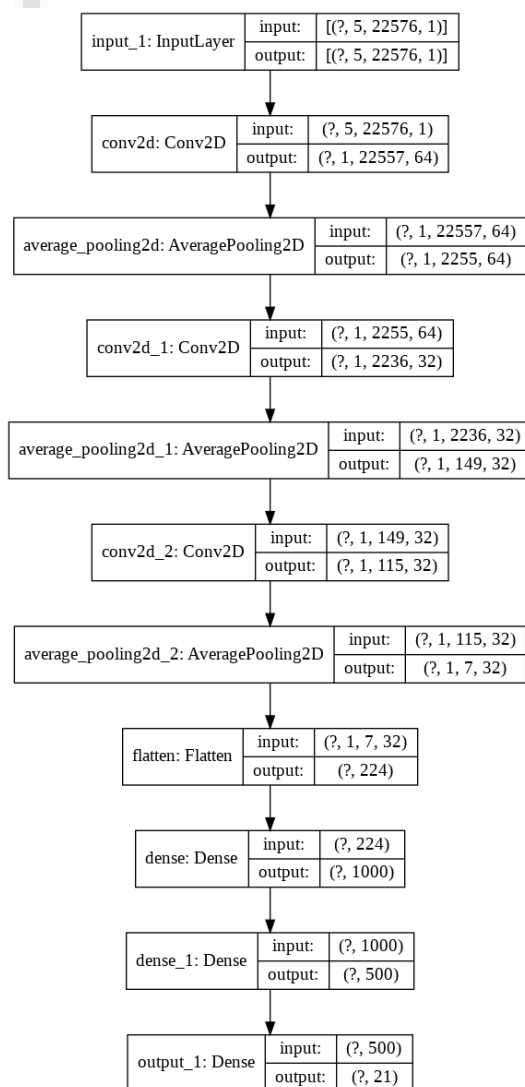 input_1: InputLayer
input: [(?, 5, 22576, 1)]
output: [(?, 5, 22576, 1)]
conv2d: Conv2D
input: (?, 5, 22576, 1)
output: (?, 1, 22557, 64)
average_pooling2d: AveragePooling2D
input: (?, 1, 22557, 64)
output: (?, 1, 2255, 64)
conv2d_1: Conv2D
input: (?, 1, 2255, 64)
output: (?, 1, 2236, 32)
average_pooling2d_1: AveragePooling2D
input: (?, 1, 2236, 32)
output: (?, 1, 149, 32)
conv2d_2: Conv2D
input: (?, 1, 149, 32)
output: (?, 1, 115, 32)
average_pooling2d_2: AveragePooling2D
input: (?, 1, 115, 32)
output: (?, 1, 7, 32)
flatten: Flatten
input: (?, 1, 7, 32)
output: (?, 224)
dense: Dense
input: (?, 224)
output: (?, 1000)
dense_1: Dense
input: (?, 1000)
output: (?, 500)
output_1: Dense
input: (?, 500)
output: (?, 21)